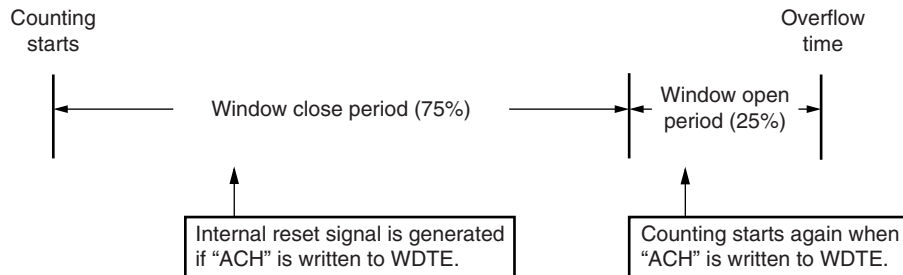 Counting
starts
Overflow
time
Window close period (75%)
Window open
period (25%)
Internal reset signal is generated
if “ACH” is written to WDTE.
Counting starts again when
“ACH” is written to WDTE.